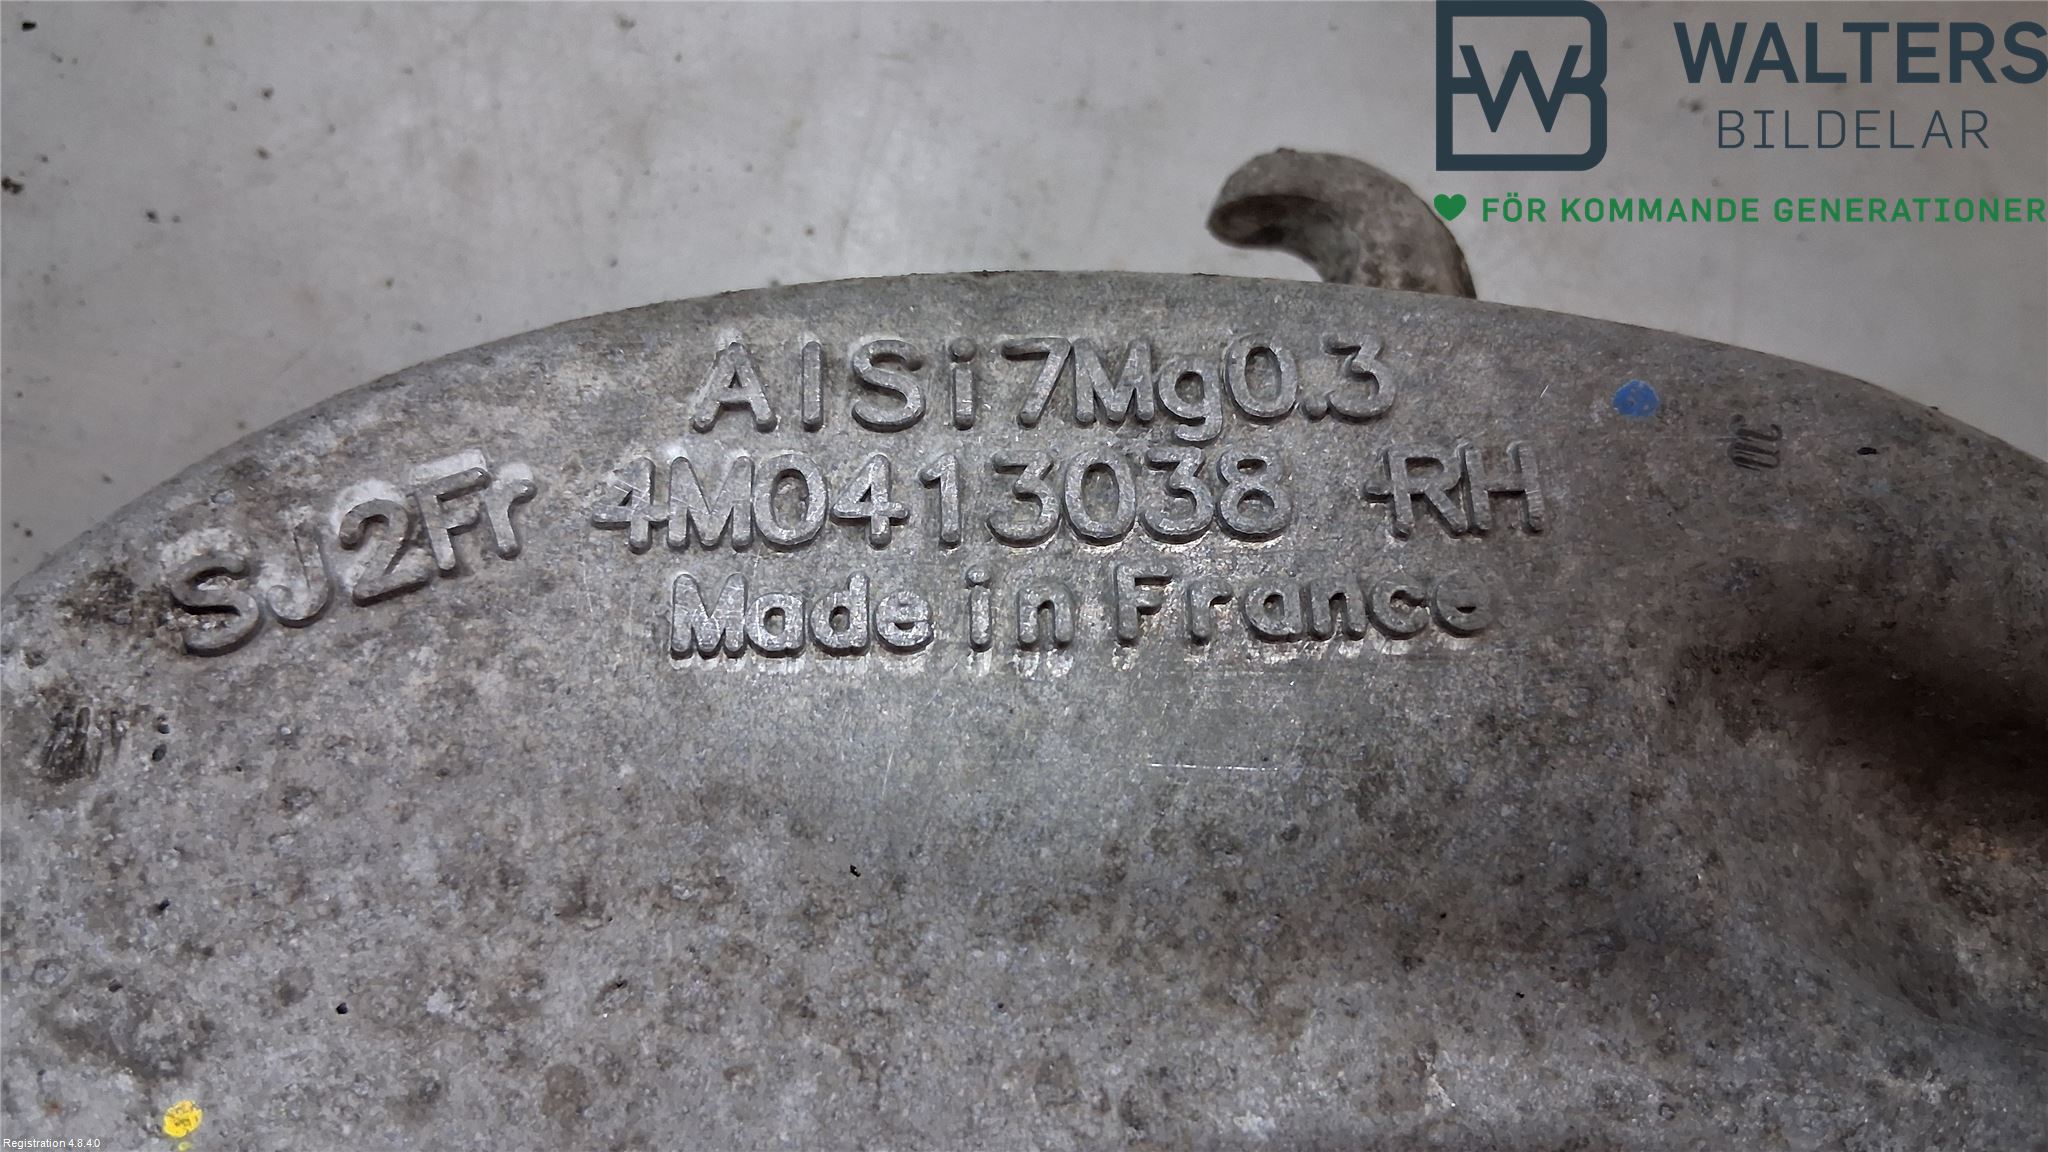 WALTERS
BILDELAR
FÖR KOMMANDE GENERATIONER
AlSi7Mg0.3
SJ2Fr 4M0413038 RH
Made in France
Registration 4.8.4.0